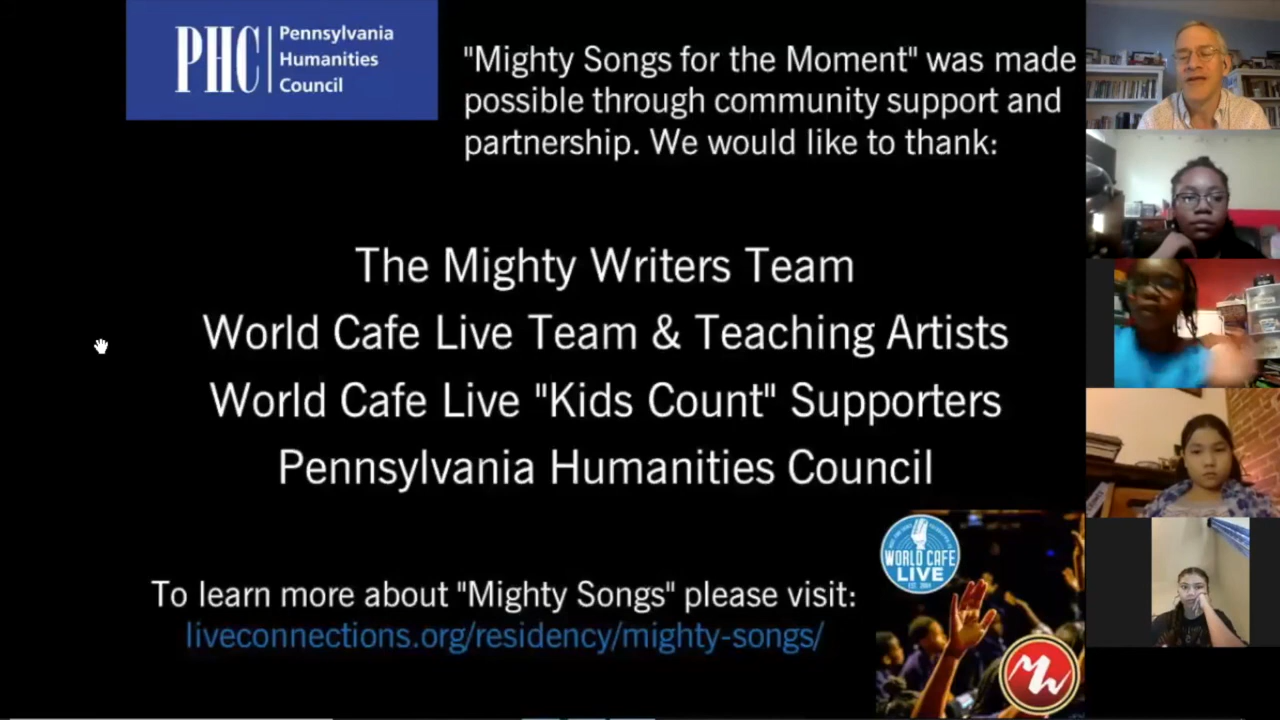 PHC
Pennsylvania
Humanities
Council
"Mighty Songs for the Moment" was made
possible through community support and
partnership. We would like to thank:
The Mighty Writers Team
World Cafe Live Team & Teaching Artists
World Cafe Live "Kids Count" Supporters
Pennsylvania Humanities Council
To learn more about "Mighty Songs" please visit:
liveconnections.org/residency/mighty-songs/
WORLD CAFE
LIVE
MW